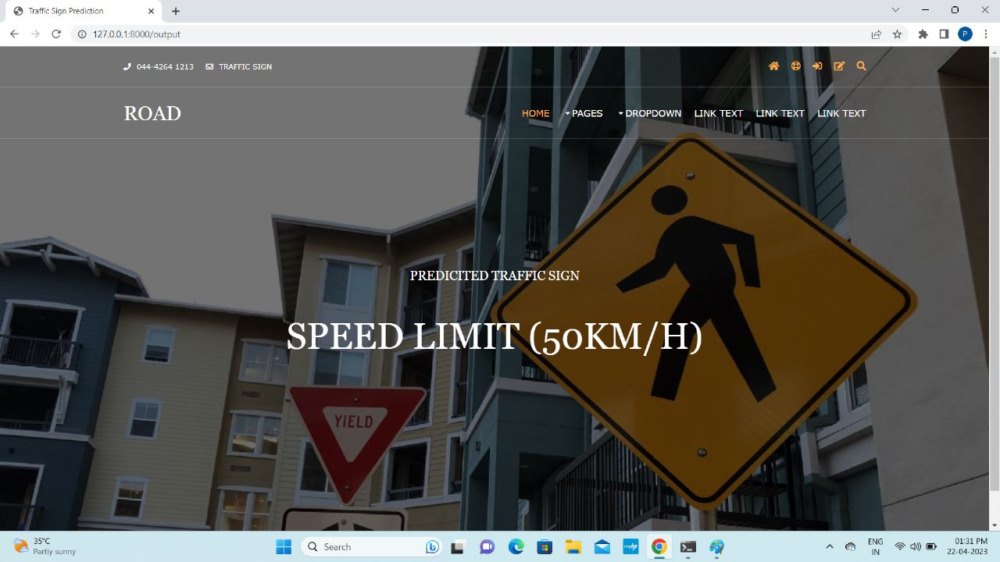 Traffic Sign Prediction
127.0.0.1:8000/output
P
044-4264 1213 TRAFFIC SIGN
ROAD
HOME PAGES DROPDOWN LINK TEXT LINK TEXT LINK TEXT
PREDICITED TRAFFIC SIGN
SPEED LIMIT (50KM/H)
YIELD
35°C
Partly sunny
Search
myhp
ENG
IN
01:31 PM
22-04-2023